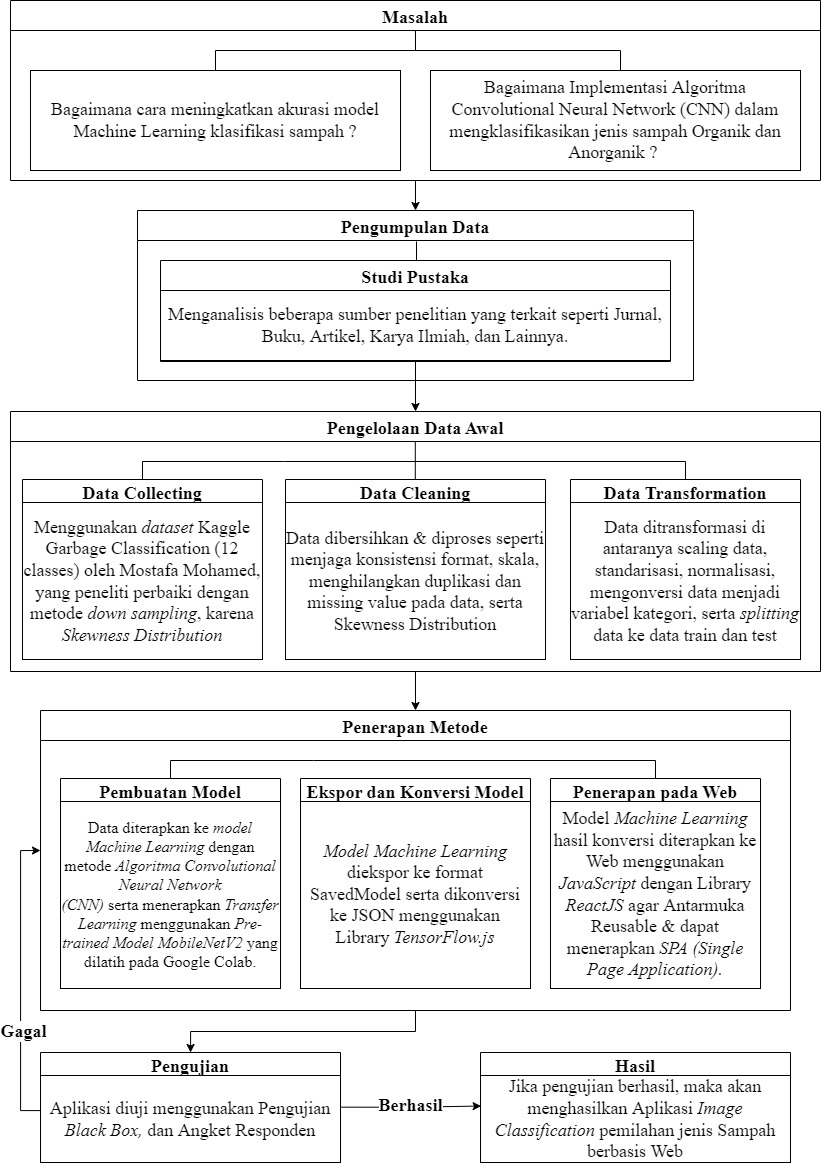 Masalah
Bagaimana cara meningkatkan akurasi model
Machine Learning klasifikasi sampah ?
Bagaimana Implementasi Algoritma
Convolutional Neural Network (CNN) dalam
mengklasifikasikan jenis sampah Organik dan
Anorganik ?
Pengumpulan Data
Studi Pustaka
Menganalisis beberapa sumber penelitian yang terkait seperti Jurnal,
Buku, Artikel, Karya Ilmiah, dan Lainnya.
Pengelolaan Data Awal
Data Collecting
Menggunakan dataset Kaggle
Garbage Classification (12
classes) oleh Mostafa Mohamed,
yang peneliti perbaiki dengan
metode down sampling, karena
Skewness Distribution
Data Cleaning
Data dibersihkan & diproses seperti
menjaga konsistensi format, skala,
menghilangkan duplikasi dan
missing value pada data, serta
Skewness Distribution
Data Transformation
Data ditransformasi di
antaranya scaling data,
standarisasi, normalisasi,
mengonversi data menjadi
variabel kategori, serta splitting
data ke data train dan test
Penerapan Metode
Pembuatan Model
Data diterapkan ke model
Machine Learning dengan
metode Algoritma Convolutional
Neural Network
(CNN) serta menerapkan Transfer
Learning menggunakan Pre-
trained Model MobileNetV2 yang
dilatih pada Google Colab.
Ekspor dan Konversi Model
Model Machine Learning
diekspor ke format
SavedModel serta dikonversi
ke JSON menggunakan
Library TensorFlow.js
Penerapan pada Web
Model Machine Learning
hasil konversi diterapkan ke
Web menggunakan
JavaScript dengan Library
ReactJS agar Antarmuka
Reusable & dapat
menerapkan SPA (Single
Page Application).
Gagal
Pengujian
Aplikasi diuji menggunakan Pengujian
Black Box, dan Angket Responden
Berhasil
Hasil
Jika pengujian berhasil, maka akan
menghasilkan Aplikasi Image
Classification pemilahan jenis Sampah
berbasis Web